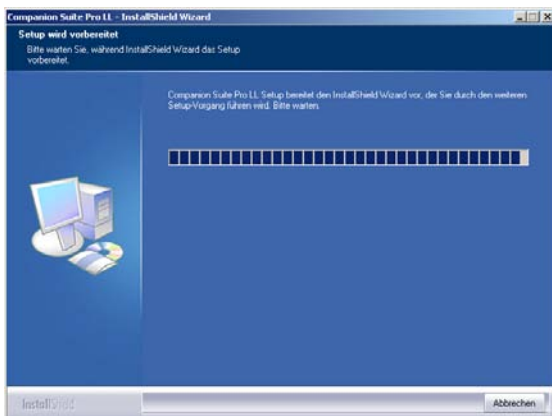 Companion Suite Pro LL - InstallShield Wizard
Setup wird vorbereitet
Bitte warten Sie, während InstallShield Wizard das Setup
vorbereitet.
Companion Suite Pro LL Setup bereitet den InstallShield Wizard vor, der Sie durch den weiteren
Setup-Vorgang führen wird. Bitte warten.
InstallShield
Abbrechen